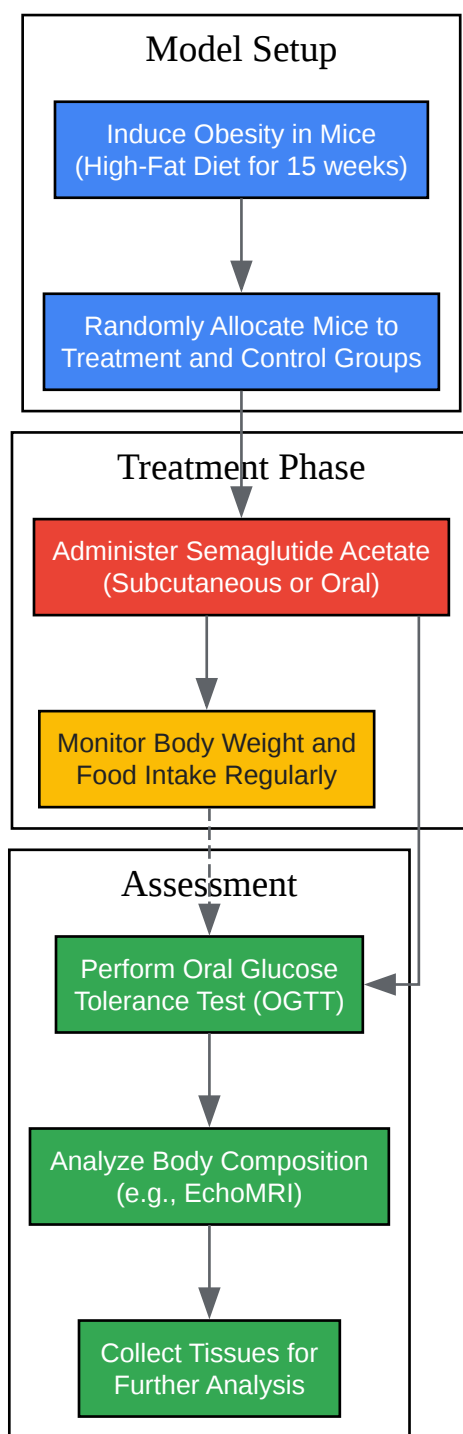 Model Setup
Induce Obesity in Mice
(High-Fat Diet for 15 weeks)
Randomly Allocate Mice to
Treatment and Control Groups
Treatment Phase
Administer Semaglutide Acetate
(Subcutaneous or Oral)
Monitor Body Weight and
Food Intake Regularly
Assessment
Perform Oral Glucose
Tolerance Test (OGTT)
Analyze Body Composition
(e.g., EchoMRI)
Collect Tissues for
Further Analysis